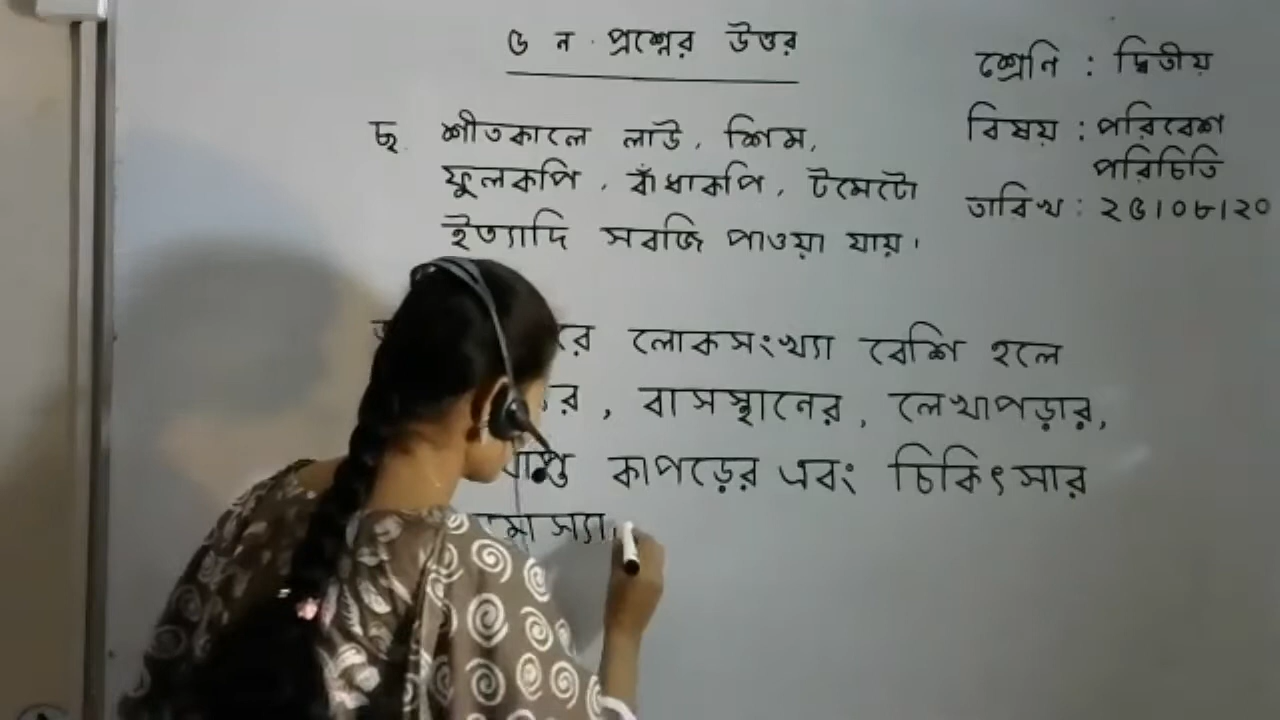 ৬ ন প্রশ্নের উত্তর
শ্রেনি : দ্বিতীয়
বিষয় : পরিবেশ
পরিচিতি
তারিখ : ২৫।০৮।২০
ছ. শীতকালে লাউ, শিম,
ফুলকপি, বাঁধাকপি, টমেটো
ইত্যাদি সবজি পাওয়া যায়।
লোকসংখ্যা বেশি হলে
, বাসস্থানের, লেখাপড়ার,
কাপড়ের এবং চিকিৎসার